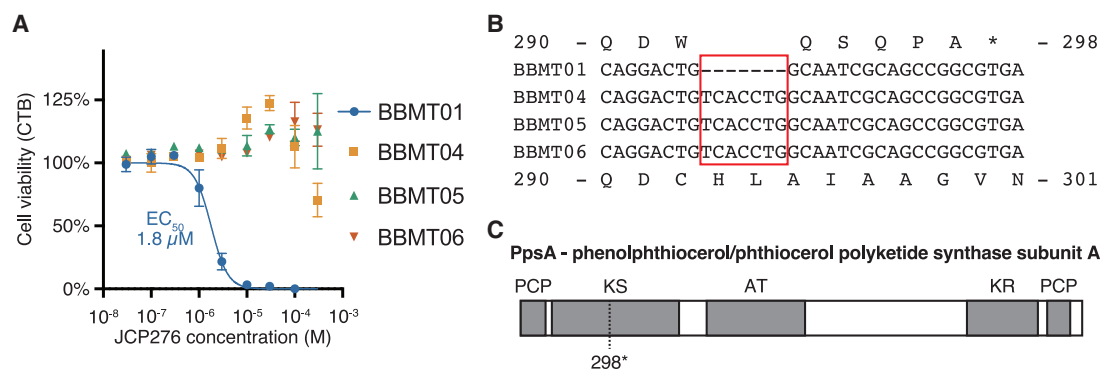 A
Cell viability (CTB)
125%
100%
50%
0%
EC50
1.8 µM
10-8
10-7
10-6
10-5
10-4
10-3
JCP276 concentration (M)
BBMT01
BBMT04
BBMT05
BBMT06
B
290 - Q D W Q S Q P A * - 298
BBMT01 CAGGACTG-------GCAATCGCAGCCGGCGTGA
BBMT04 CAGGACTGTCACCTGGCAATCGCAGCCGGCGTGA
BBMT05 CAGGACTGTCACCTGGCAATCGCAGCCGGCGTGA
BBMT06 CAGGACTGTCACCTGGCAATCGCAGCCGGCGTGA
290 - Q D C H L A I A A G V N - 301
C
PpsA - phenolphthiocerol/phthiocerol polyketide synthase subunit A
PCP KS AT KR PCP
298*